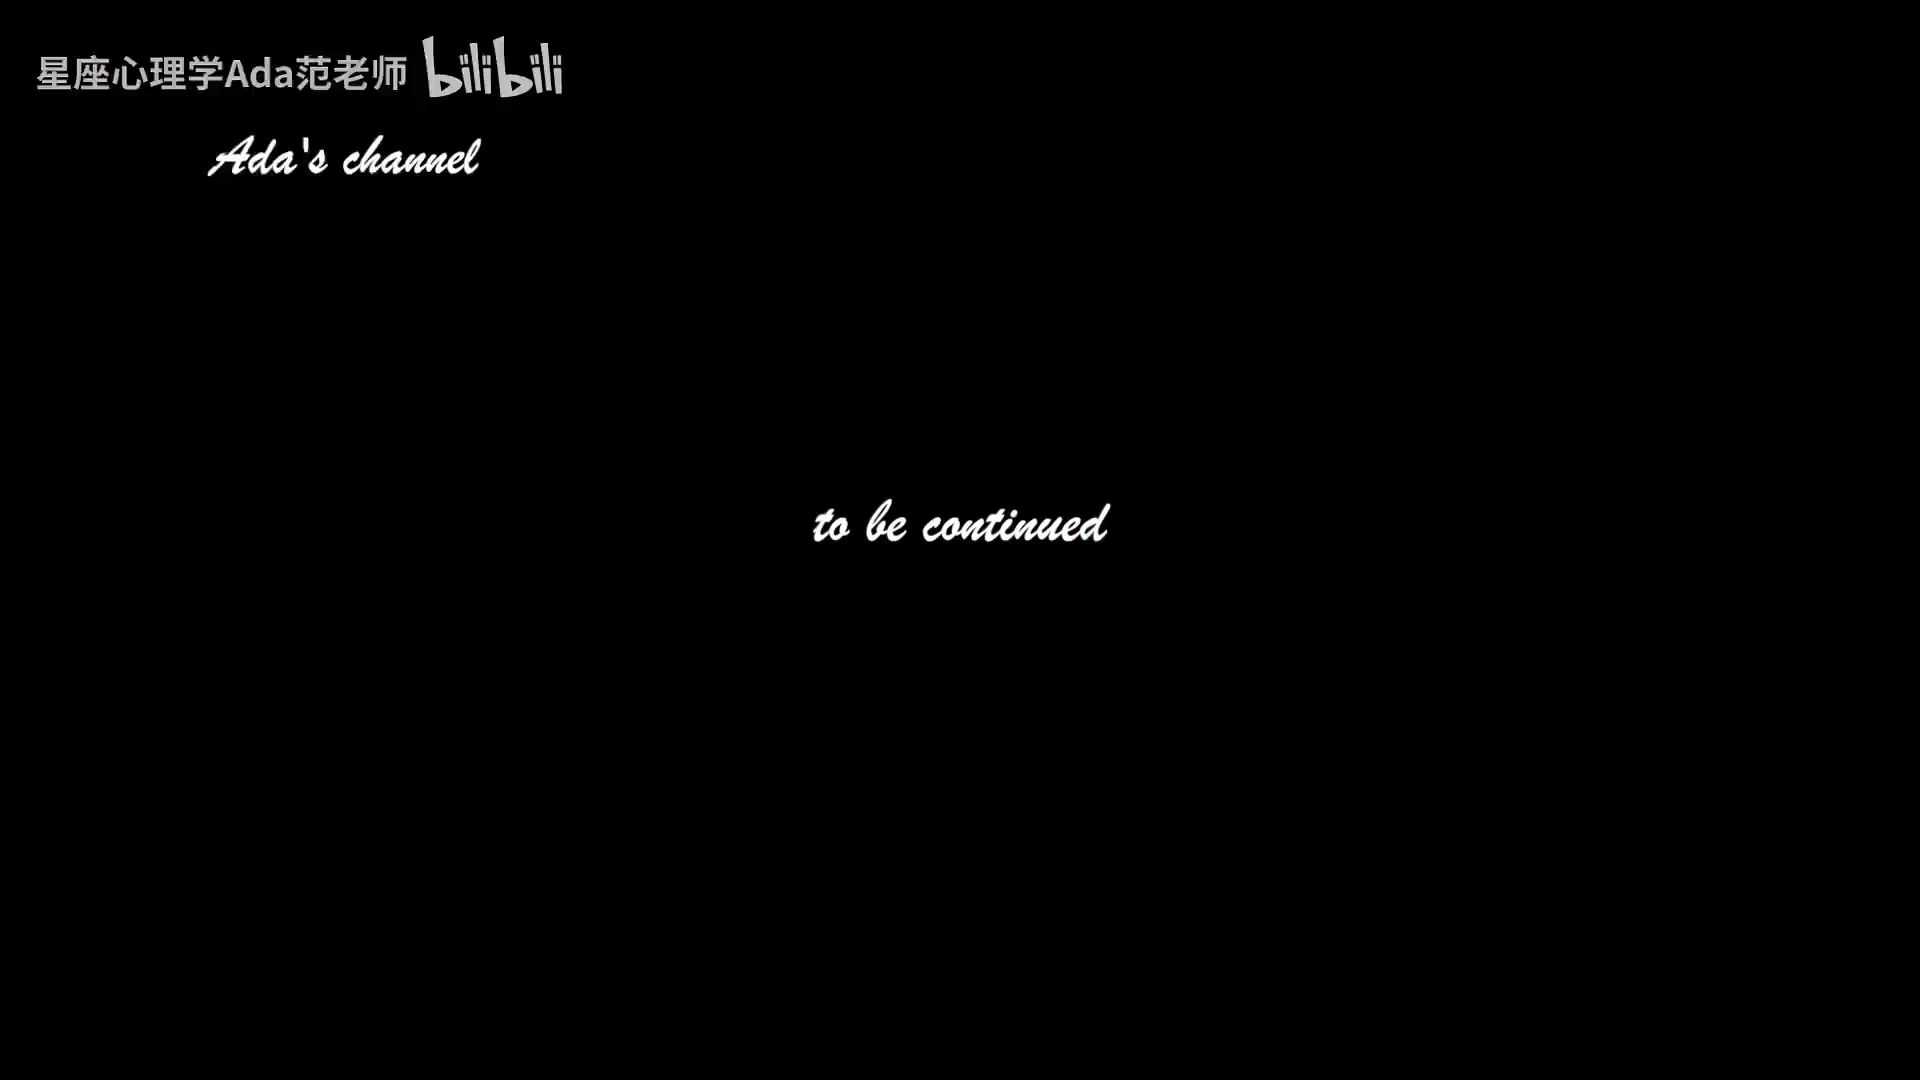 星座心理学Ada范老师 bilibili
Ada's channel
to be continued